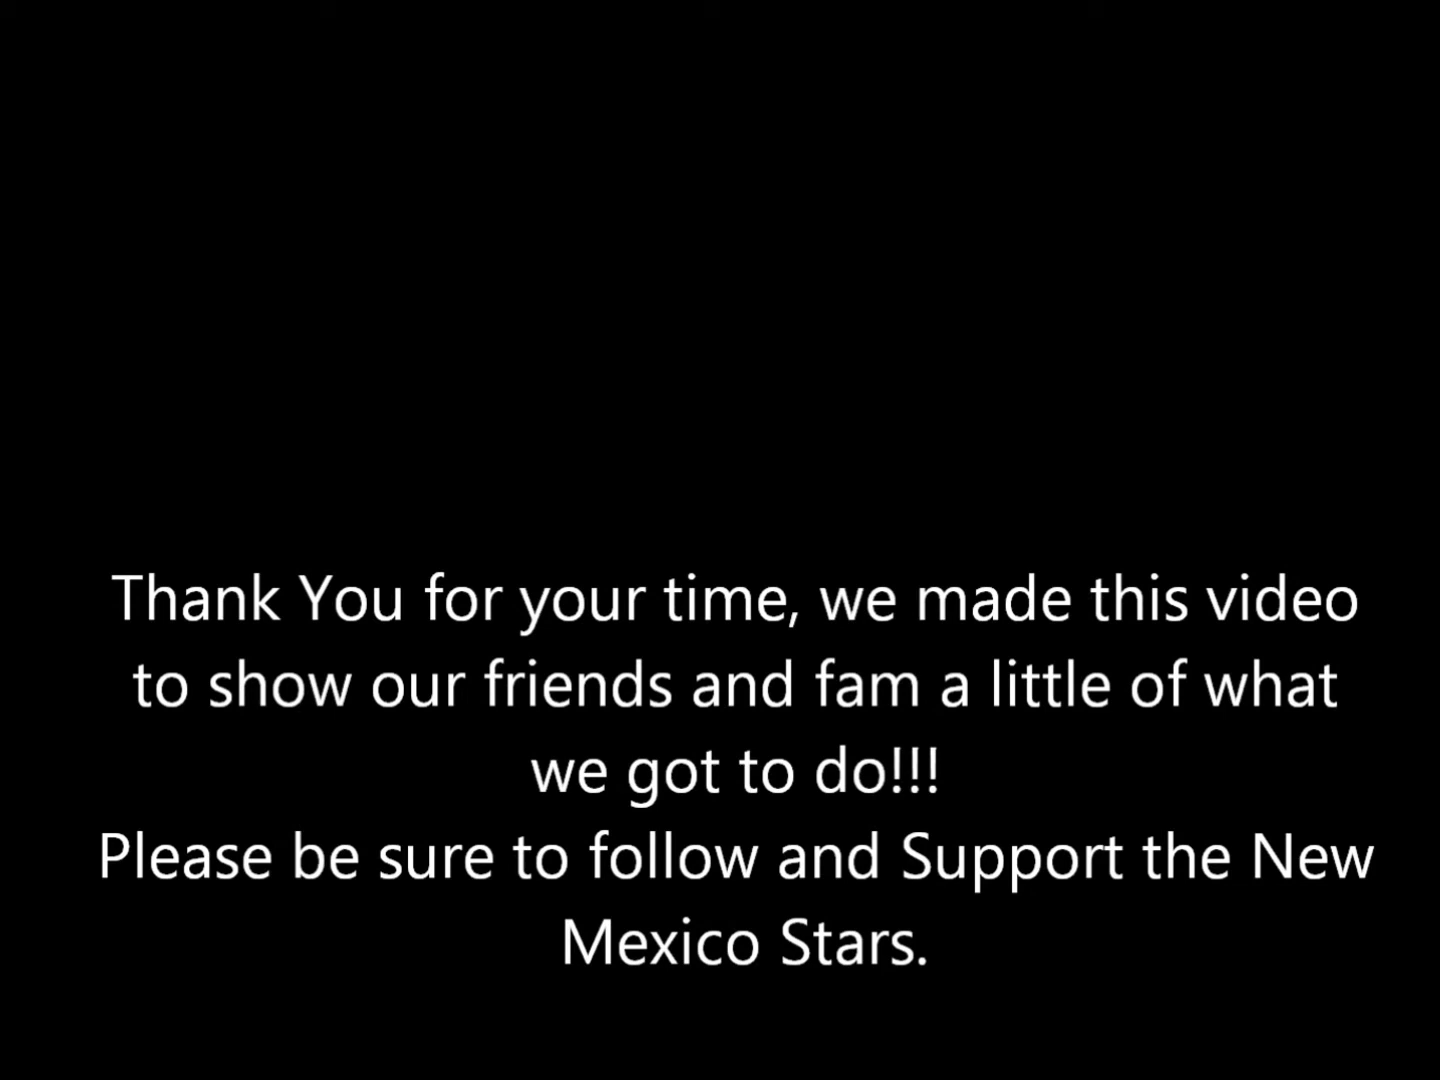 Thank You for your time, we made this video
to show our friends and fam a little of what
we got to do!!!
Please be sure to follow and Support the New
Mexico Stars.